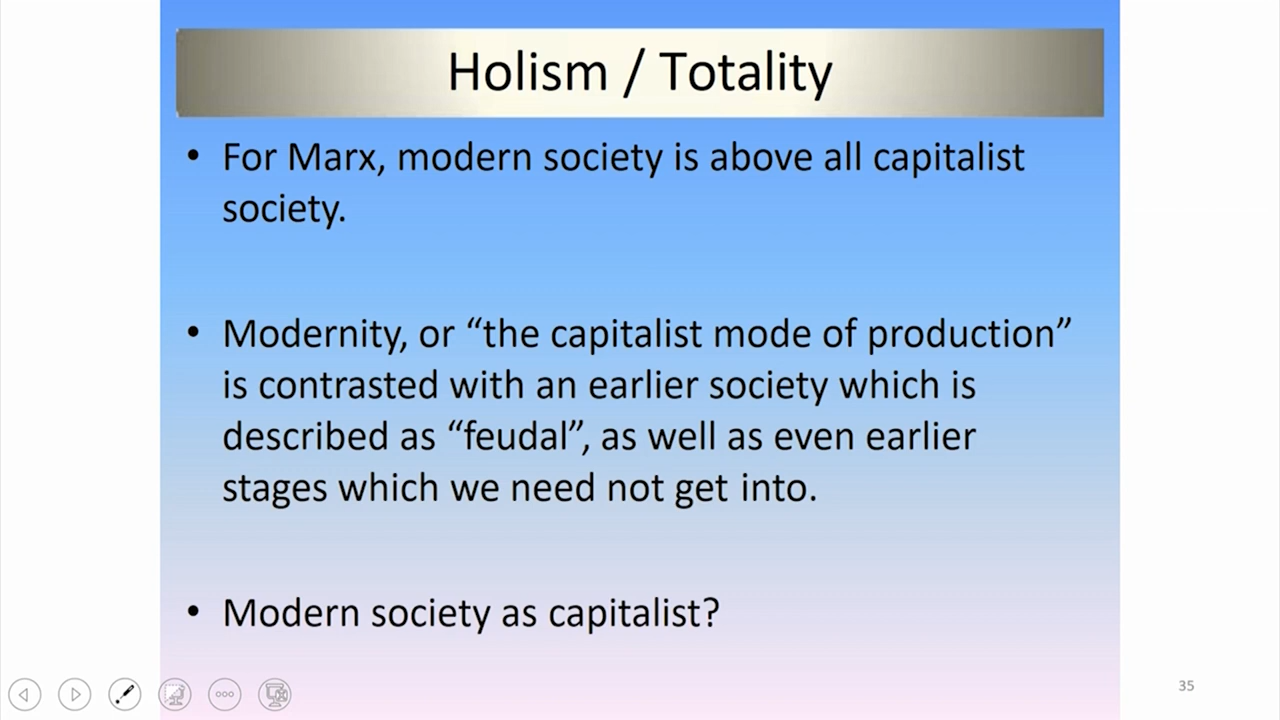 Holism / Totality
• For Marx, modern society is above all capitalist
society.
• Modernity, or “the capitalist mode of production”
is contrasted with an earlier society which is
described as “feudal”, as well as even earlier
stages which we need not get into.
• Modern society as capitalist?
35